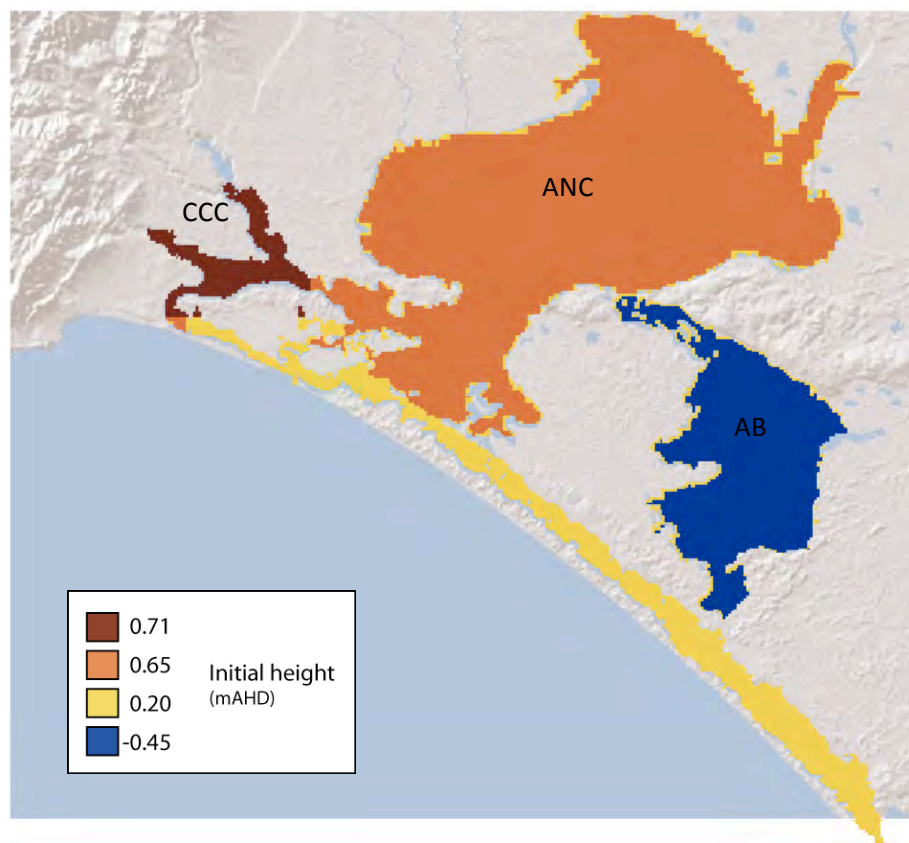 ANC
CCC
AB
0.71
0.65
Initial height
(mAHD)
0.20
-0.45